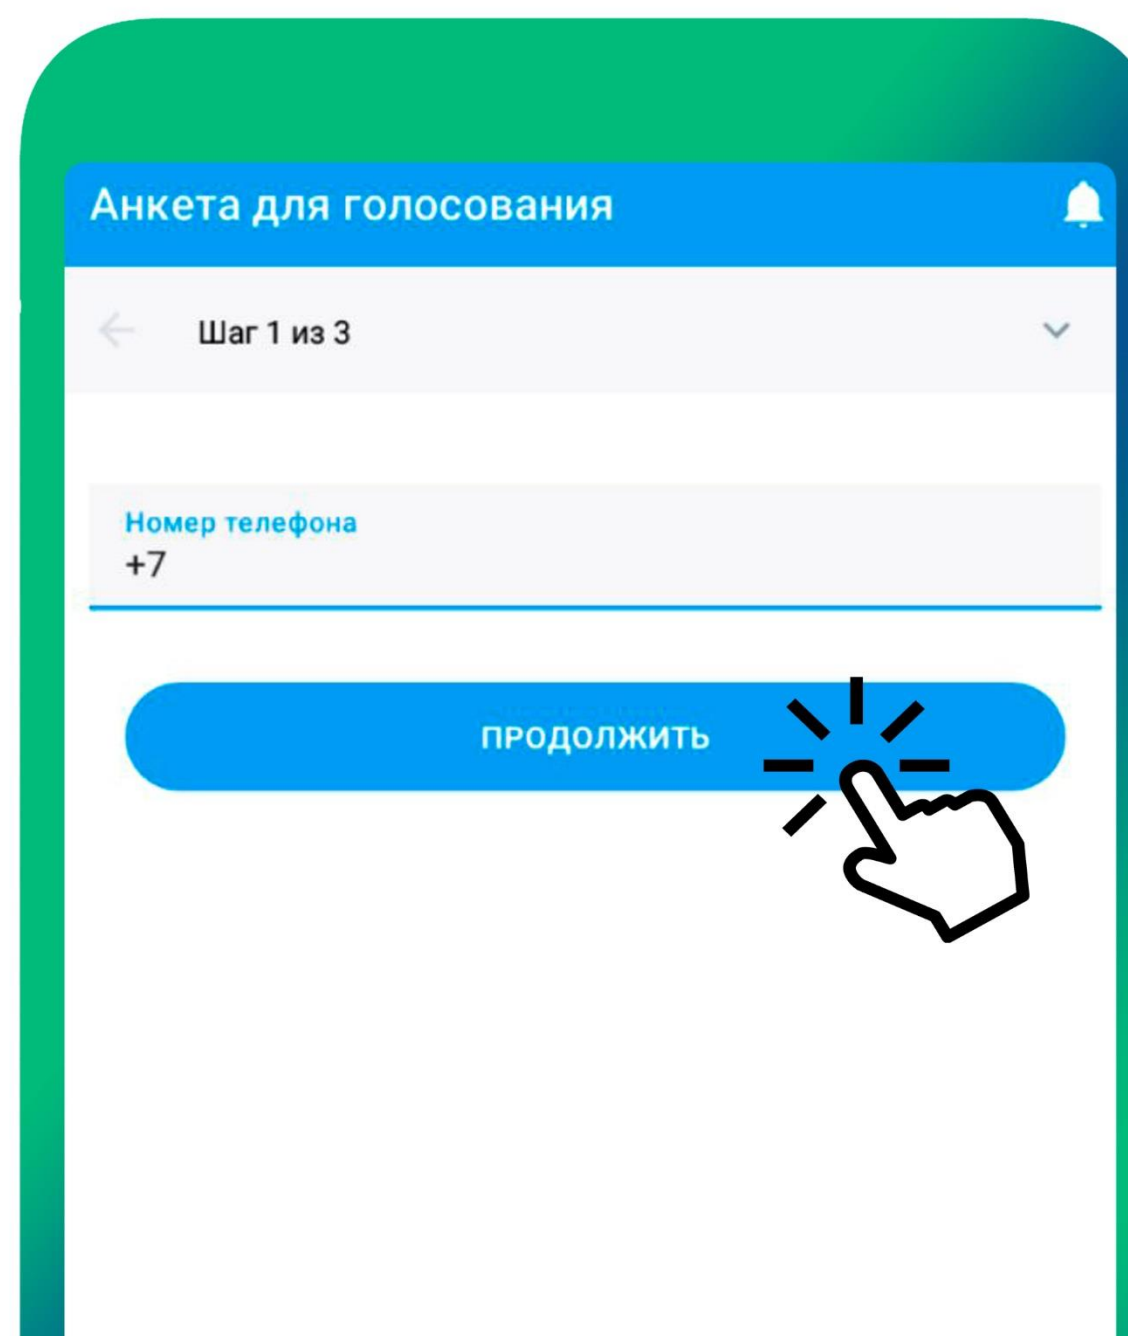 Анкета для голосования
Шаг 1 из 3
Номер телефона
+7
ПРОДОЛЖИТЬ